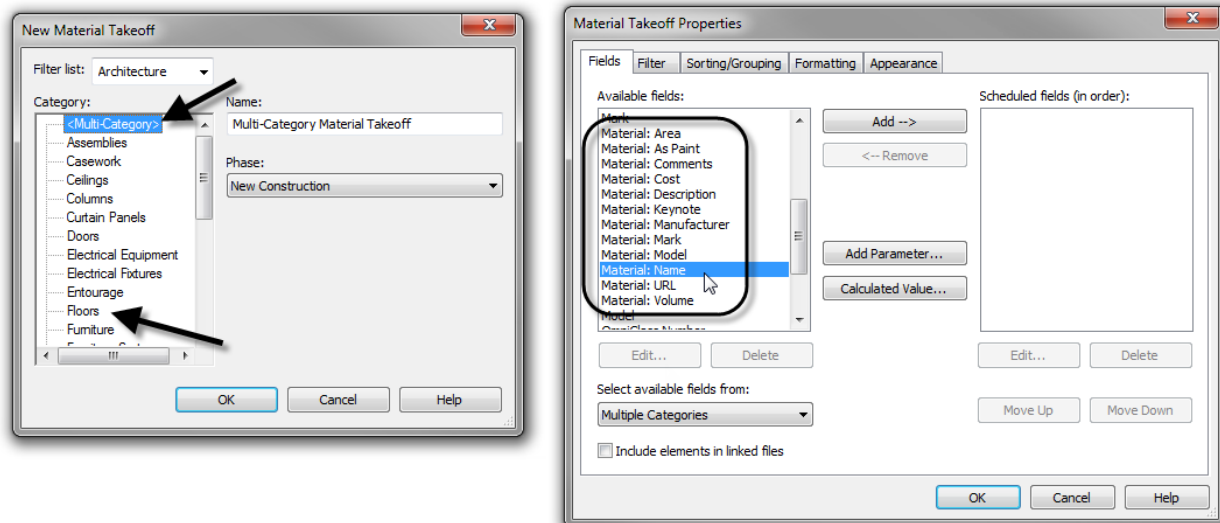 New Material Takeoff
Filter list: Architecture
Category:
<Multi-Category>
Assemblies
Casework
Ceilings
Columns
Curtain Panels
Doors
Electrical Equipment
Electrical Fixtures
Entourage
Floors
Furniture
Name:
Multi-Category Material Takeoff
Phase:
New Construction
OK Cancel Help
Material Takeoff Properties
Fields Filter Sorting/Grouping Formatting Appearance
Available fields:
Mark
Material: Area
Material: As Paint
Material: Comments
Material: Cost
Material: Description
Material: Keynote
Material: Manufacturer
Material: Mark
Material: Model
Material: Name
Material: URL
Material: Volume
Model
OmniClass Number
Add -->
<-- Remove
Add Parameter...
Calculated Value...
Scheduled fields (in order):
Edit... Delete
Edit... Delete
Select available fields from:
Multiple Categories
Move Up Move Down
Include elements in linked files
OK Cancel Help